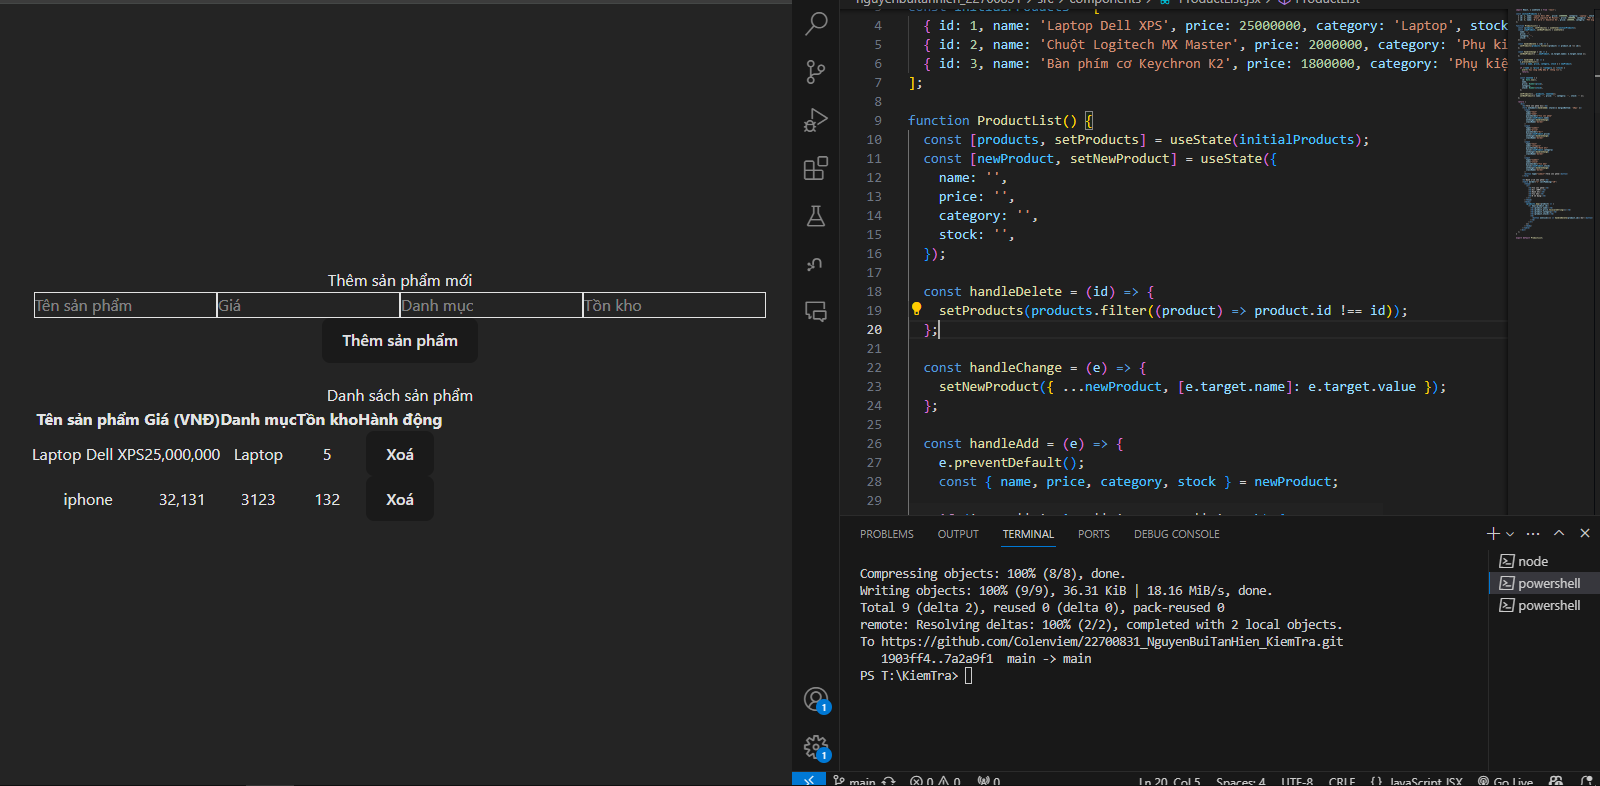 Thêm sản phẩm mới
Tên sản phẩm Giá Danh mục Tồn kho
Thêm sản phẩm
Danh sách sản phẩm
Tên sản phẩm Giá (VNĐ) Danh mục Tồn kho Hành động
Laptop Dell XPS 25,000,000 Laptop 5 Xoá
iphone 32,131 3123 132 Xoá
4 { id: 1, name: 'Laptop Dell XPS', price: 25000000, category: 'Laptop', stock
5 { id: 2, name: 'Chuột Logitech MX Master', price: 2000000, category: 'Phụ ki
6 { id: 3, name: 'Bàn phím cơ Keychron K2', price: 1800000, category: 'Phụ kiệ
7 ];
8
9 function ProductList() {
10 const [products, setProducts] = useState(initialProducts);
11 const [newProduct, setNewProduct] = useState({
12 name: '',
13 price: '',
14 category: '',
15 stock: '',
16 });
17
18 const handleDelete = (id) => {
19 setProducts(products.filter((product) => product.id !== id));
20 };
21
22 const handleChange = (e) => {
23 setNewProduct({ ...newProduct, [e.target.name]: e.target.value });
24 };
25
26 const handleAdd = (e) => {
27 e.preventDefault();
28 const { name, price, category, stock } = newProduct;
29
PROBLEMS OUTPUT TERMINAL PORTS DEBUG CONSOLE
Compressing objects: 100% (8/8), done.
Writing objects: 100% (9/9), 36.31 KiB | 18.16 MiB/s, done.
Total 9 (delta 2), reused 0 (delta 0), pack-reused 0
remote: Resolving deltas: 100% (2/2), completed with 2 local objects.
To https://github.com/Colenviem/22700831_NguyenBuiTanHien_KiemTra.git
1903ff4..7a2a9f1 main -> main
PS T:\KiemTra>
node
powershell
powershell
1
1
main 0 0 0 Ln 20, Col 5 Spaces: 4 UTF-8 CRLF {} JavaScript JSX Go Live